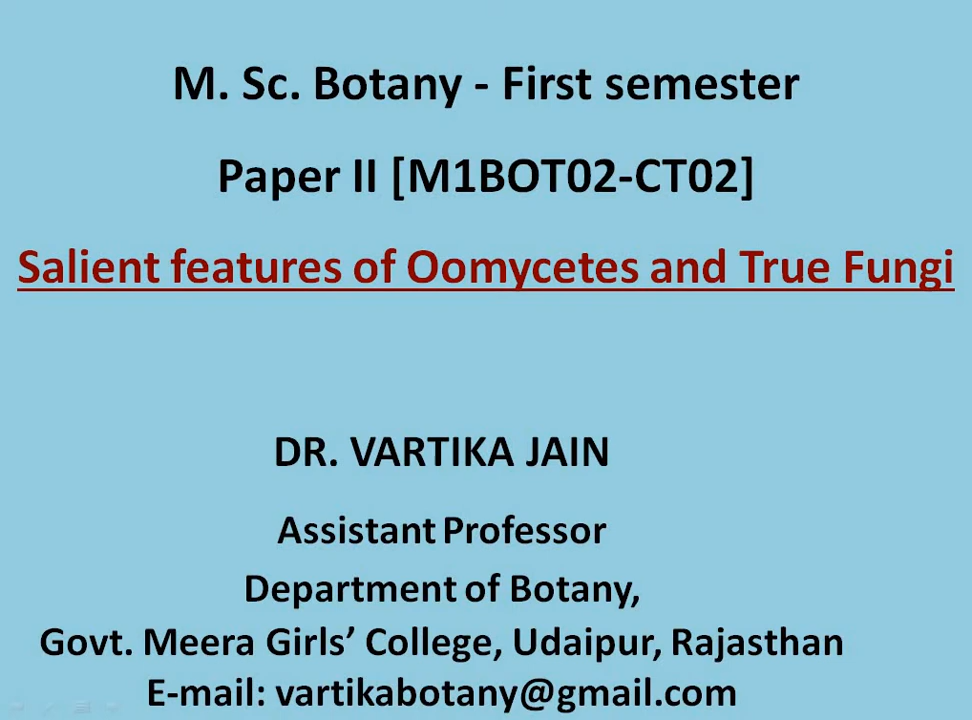 M. Sc. Botany - First semester
Paper II [M1BOT02-CT02]
Salient features of Oomycetes and True Fungi
DR. VARTIKA JAIN
Assistant Professor
Department of Botany,
Govt. Meera Girls’ College, Udaipur, Rajasthan
E-mail: vartikabotany@gmail.com